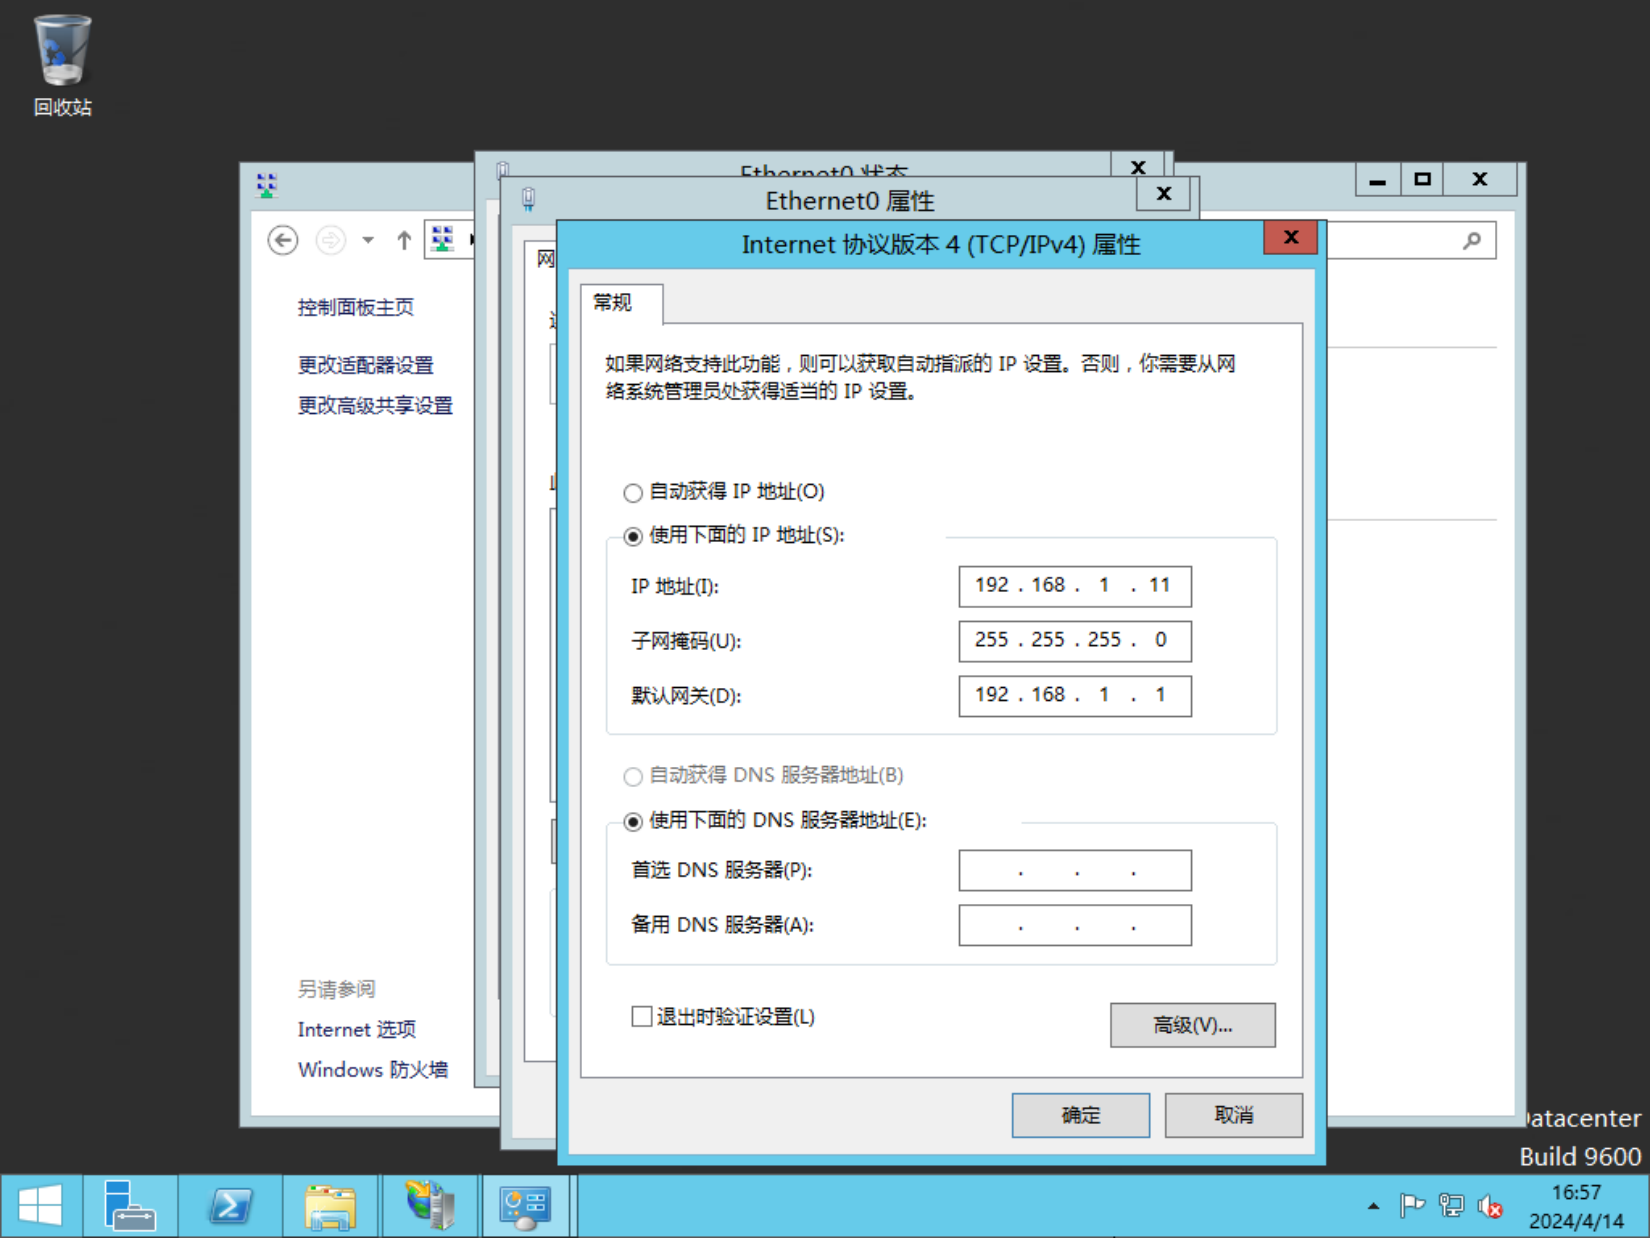 回收站
Ethernet0 状态
Ethernet0 属性
Internet 协议版本 4 (TCP/IPv4) 属性
控制面板主页
更改适配器设置
更改高级共享设置
另请参阅
Internet 选项
Windows 防火墙
网
常规
如果网络支持此功能，则可以获取自动指派的 IP 设置。否则，你需要从网
络系统管理员处获得适当的 IP 设置。
自动获得 IP 地址(O)
使用下面的 IP 地址(S):
IP 地址(I):
192 . 168 . 1 . 11
子网掩码(U):
255 . 255 . 255 . 0
默认网关(D):
192 . 168 . 1 . 1
自动获得 DNS 服务器地址(B)
使用下面的 DNS 服务器地址(E):
首选 DNS 服务器(P):
. . .
备用 DNS 服务器(A):
. . .
退出时验证设置(L)
高级(V)...
确定
取消
atacenter
Build 9600
16:57
2024/4/14